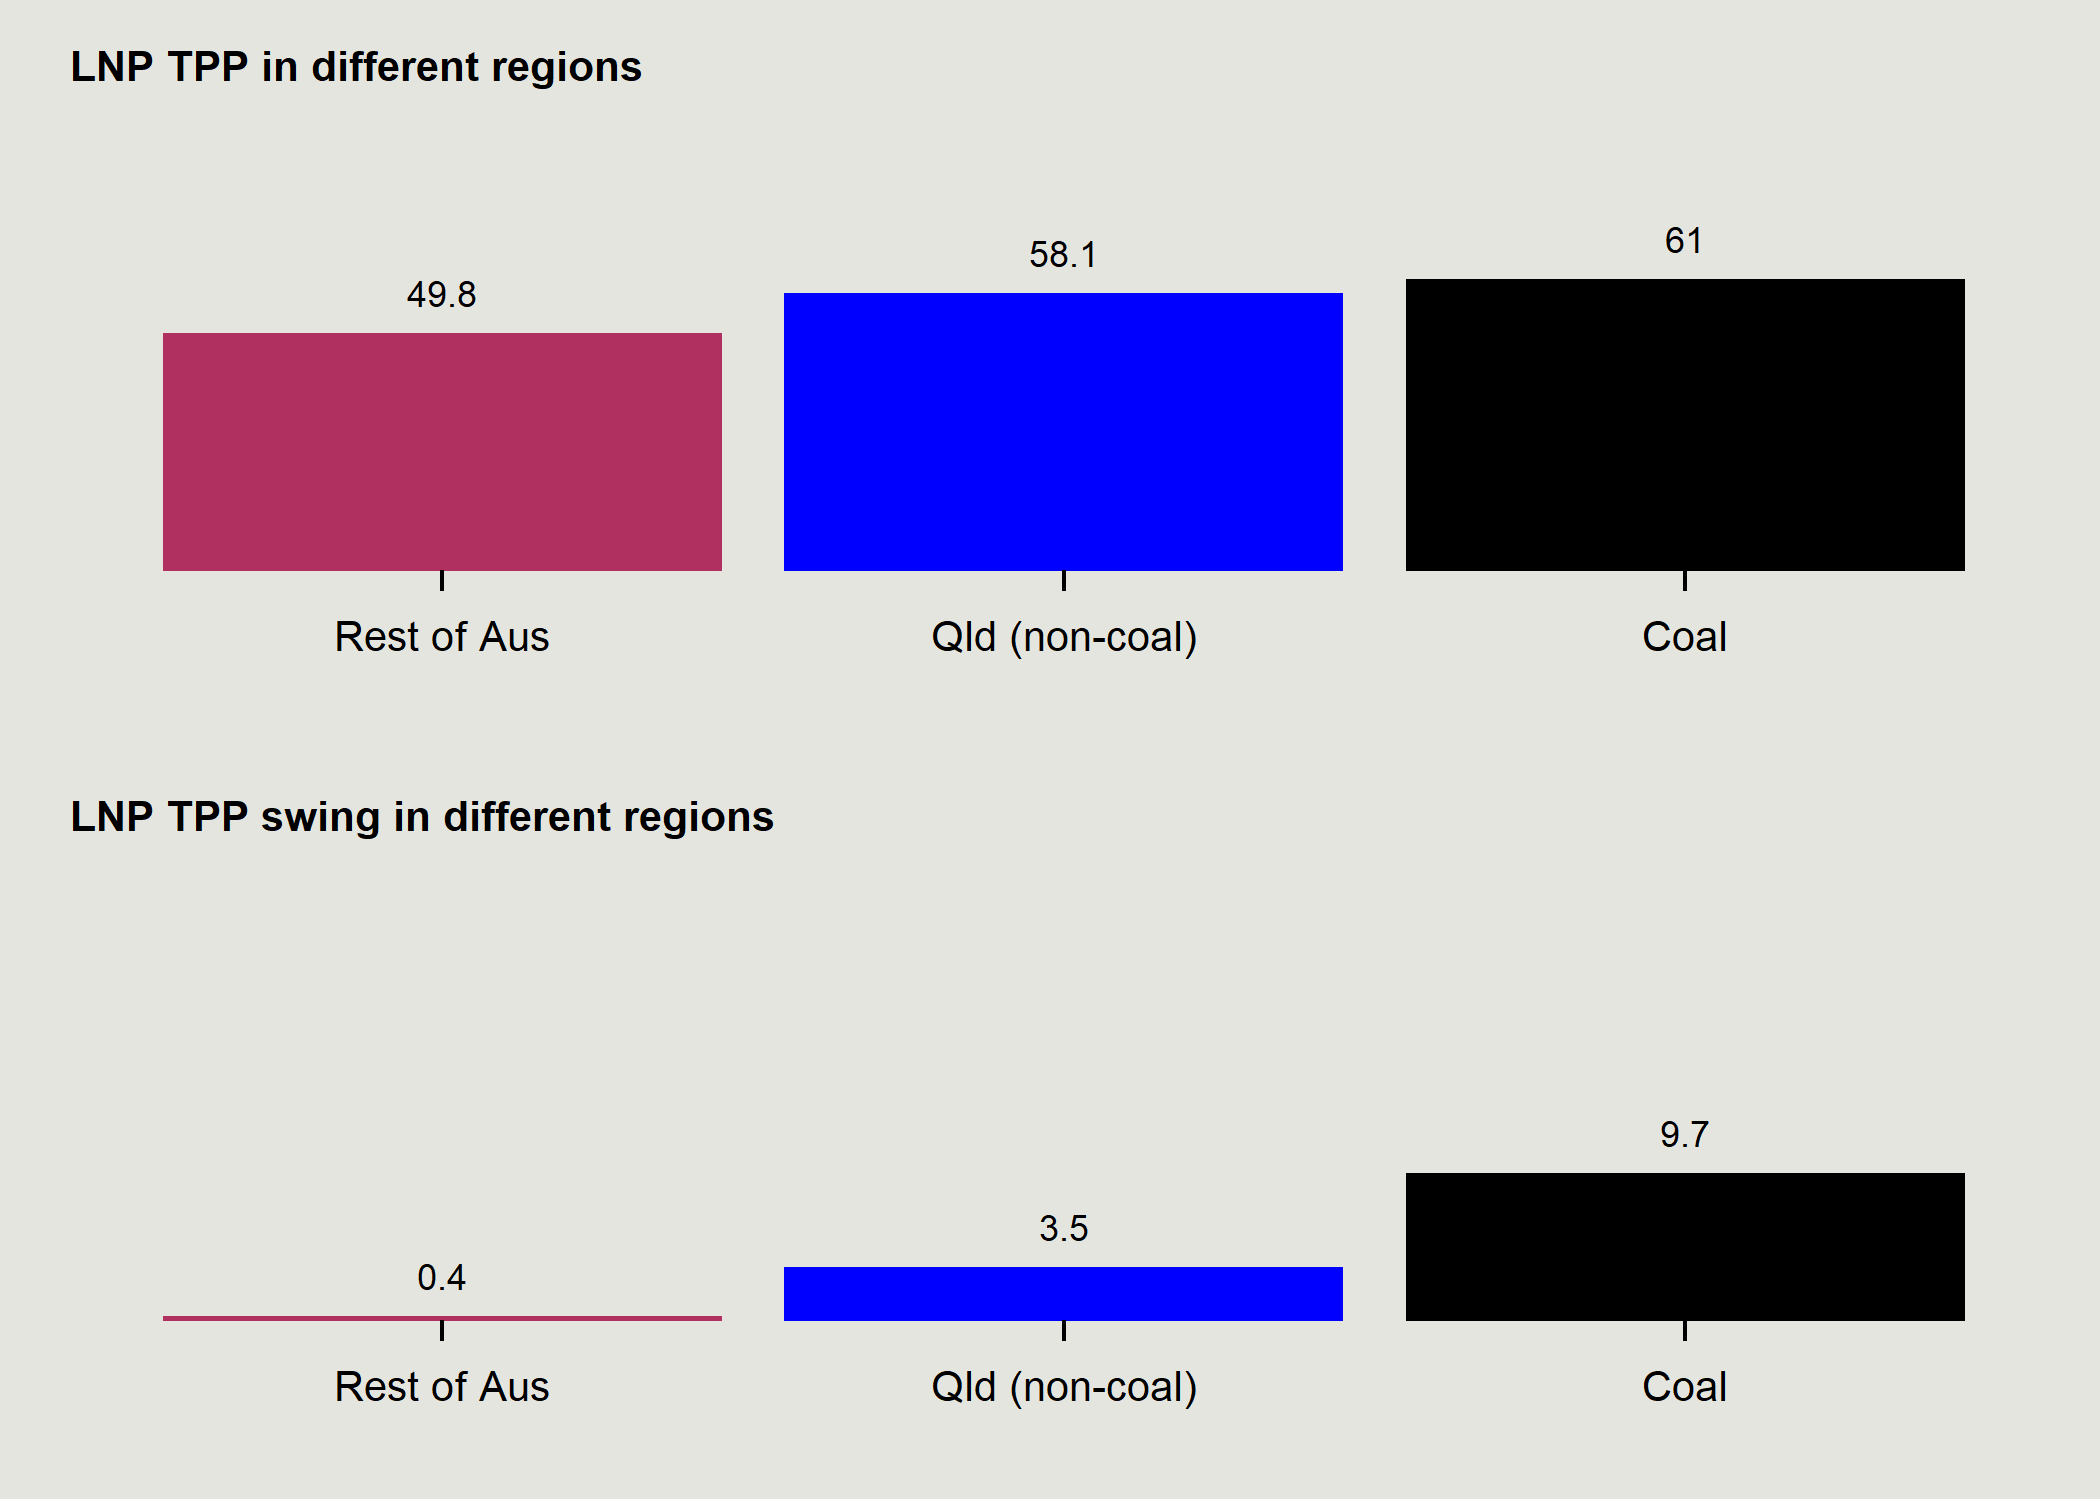 LNP TPP in different regions
49.8
58.1
61
Rest of Aus
Qld (non-coal)
Coal
LNP TPP swing in different regions
0.4
3.5
9.7
Rest of Aus
Qld (non-coal)
Coal